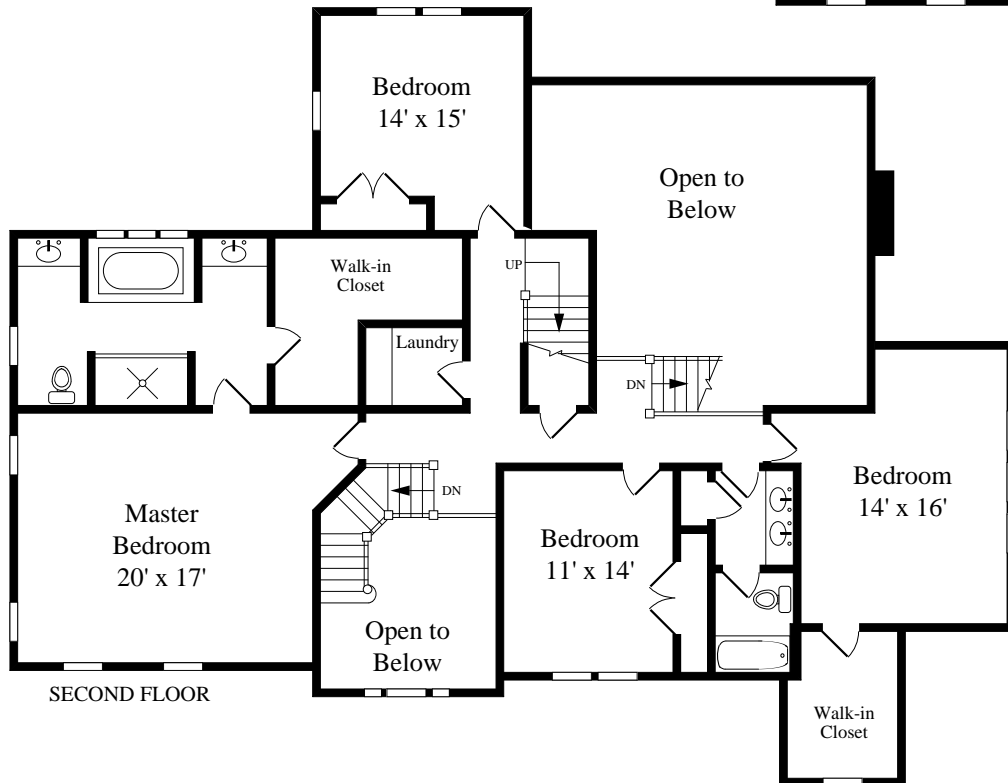 Bedroom
14' x 15'
Open to
Below
Walk-in
Closet
UP
Laundry
DN
Master
Bedroom
20' x 17'
DN
Bedroom
11' x 14'
Bedroom
14' x 16'
Open to
Below
SECOND FLOOR
Walk-in
Closet